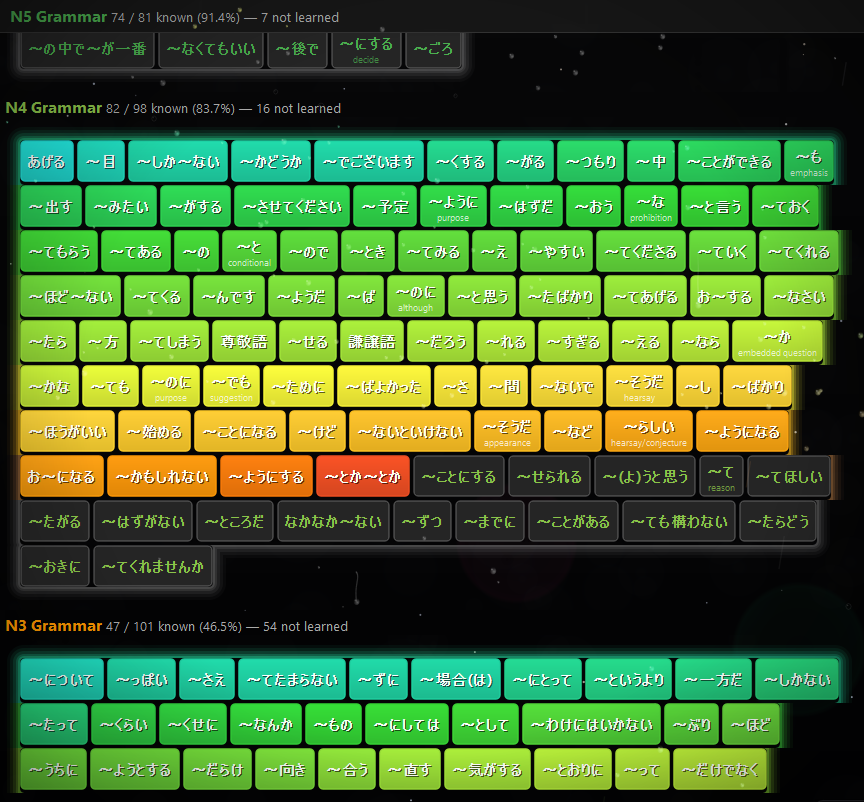 N5 Grammar 74 / 81 known (91.4%) — 7 not learned
～の中で～が一番 ～なくてもいい ～後で ～にする decide ～ごろ
N4 Grammar 82 / 98 known (83.7%) — 16 not learned
あげる ～目 ～しか～ない ～かどうか ～でございます ～くする ～がる ～つもり ～中 ～ことができる ～も emphasis
～出す ～みたい ～がする ～させてください ～予定 ～ように purpose ～はずだ ～おう ～な prohibition ～と言う ～ておく
～てもらう ～てある ～の ～と conditional ～ので ～とき ～てみる ～え ～やすい ～てくださる ～ていく ～てくれる
～ほど～ない ～てくる ～んです ～ようだ ～ば ～のに although ～と思う ～たばかり ～てあげる お～する ～なさい
～たら ～方 ～てしまう 尊敬語 ～せる 謙譲語 ～だろう ～れる ～すぎる ～える ～なら ～か embedded question
～かな ～ても ～のに purpose ～でも suggestion ～ために ～ばよかった ～さ ～間 ～ないで ～そうだ hearsay ～し ～ばかり
～ほうがいい ～始める ～ことになる ～けど ～ないといけない ～そうだ appearance ～など ～らしい hearsay/conjecture ～ようになる
お～になる ～かもしれない ～ようにする ～とか～とか ～ことにする ～せられる ～(よ)うと思う ～て reason ～てほしい
～たがる ～はずがない ～ところだ なかなか～ない ～ずつ ～までに ～ことがある ～ても構わない ～たらどう
～おきに ～てくれませんか
N3 Grammar 47 / 101 known (46.5%) — 54 not learned
～について ～っぽい ～さえ ～てたまらない ～ずに ～場合(は) ～にとって ～というより ～一方だ ～しかない
～たって ～くらい ～くせに ～なんか ～もの ～にしては ～として ～わけにはいかない ～ぶり ～ほど
～うちに ～ようとする ～だらけ ～向き ～合う ～直す ～気がする ～とおりに ～って ～だけでなく